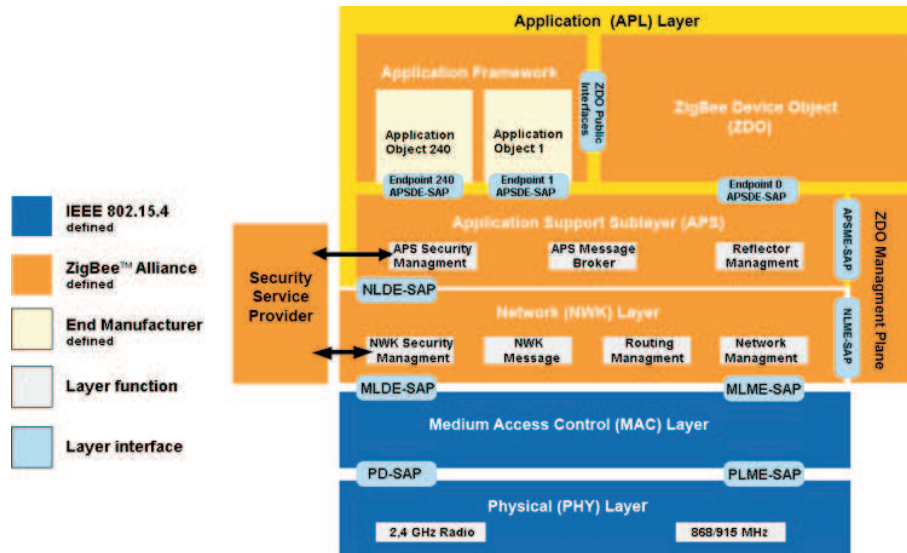 Application (APL) Layer
Application Framework
Application
Object 240
Application
Object 1
ZDO Public
Interfaces
ZigBee Device Object
(ZDO)
Endpoint 240
APSDE-SAP
Endpoint 1
APSDE-SAP
Endpoint 0
APSDE-SAP
IEEE 802.15.4
defined
ZigBee™ Alliance
defined
End Manufacturer
defined
Layer function
Layer interface
Security
Service
Provider
Application Support Sublayer (APS)
APS Security
Managment
APS Message
Broker
Reflector
Managment
APSME-SAP
ZDO Managment Plane
NLDE-SAP
Network (NWK) Layer
NWK Security
Managment
NWK
Message
Routing
Managment
Network
Managment
NLME-SAP
MLDE-SAP
MLME-SAP
Medium Access Control (MAC) Layer
PD-SAP
PLME-SAP
Physical (PHY) Layer
2,4 GHz Radio
868/915 MHz